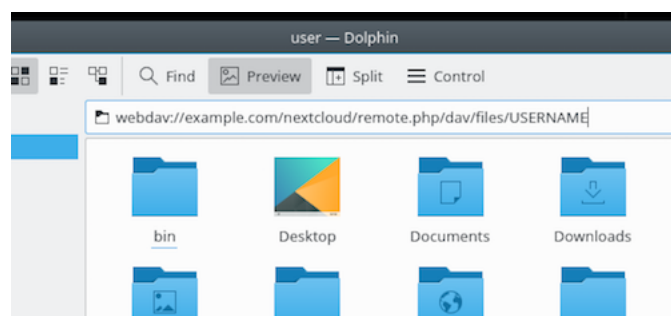 user — Dolphin
Find Preview Split Control
webdav://example.com/nextcloud/remote.php/dav/files/USERNAME
bin Desktop Documents Downloads